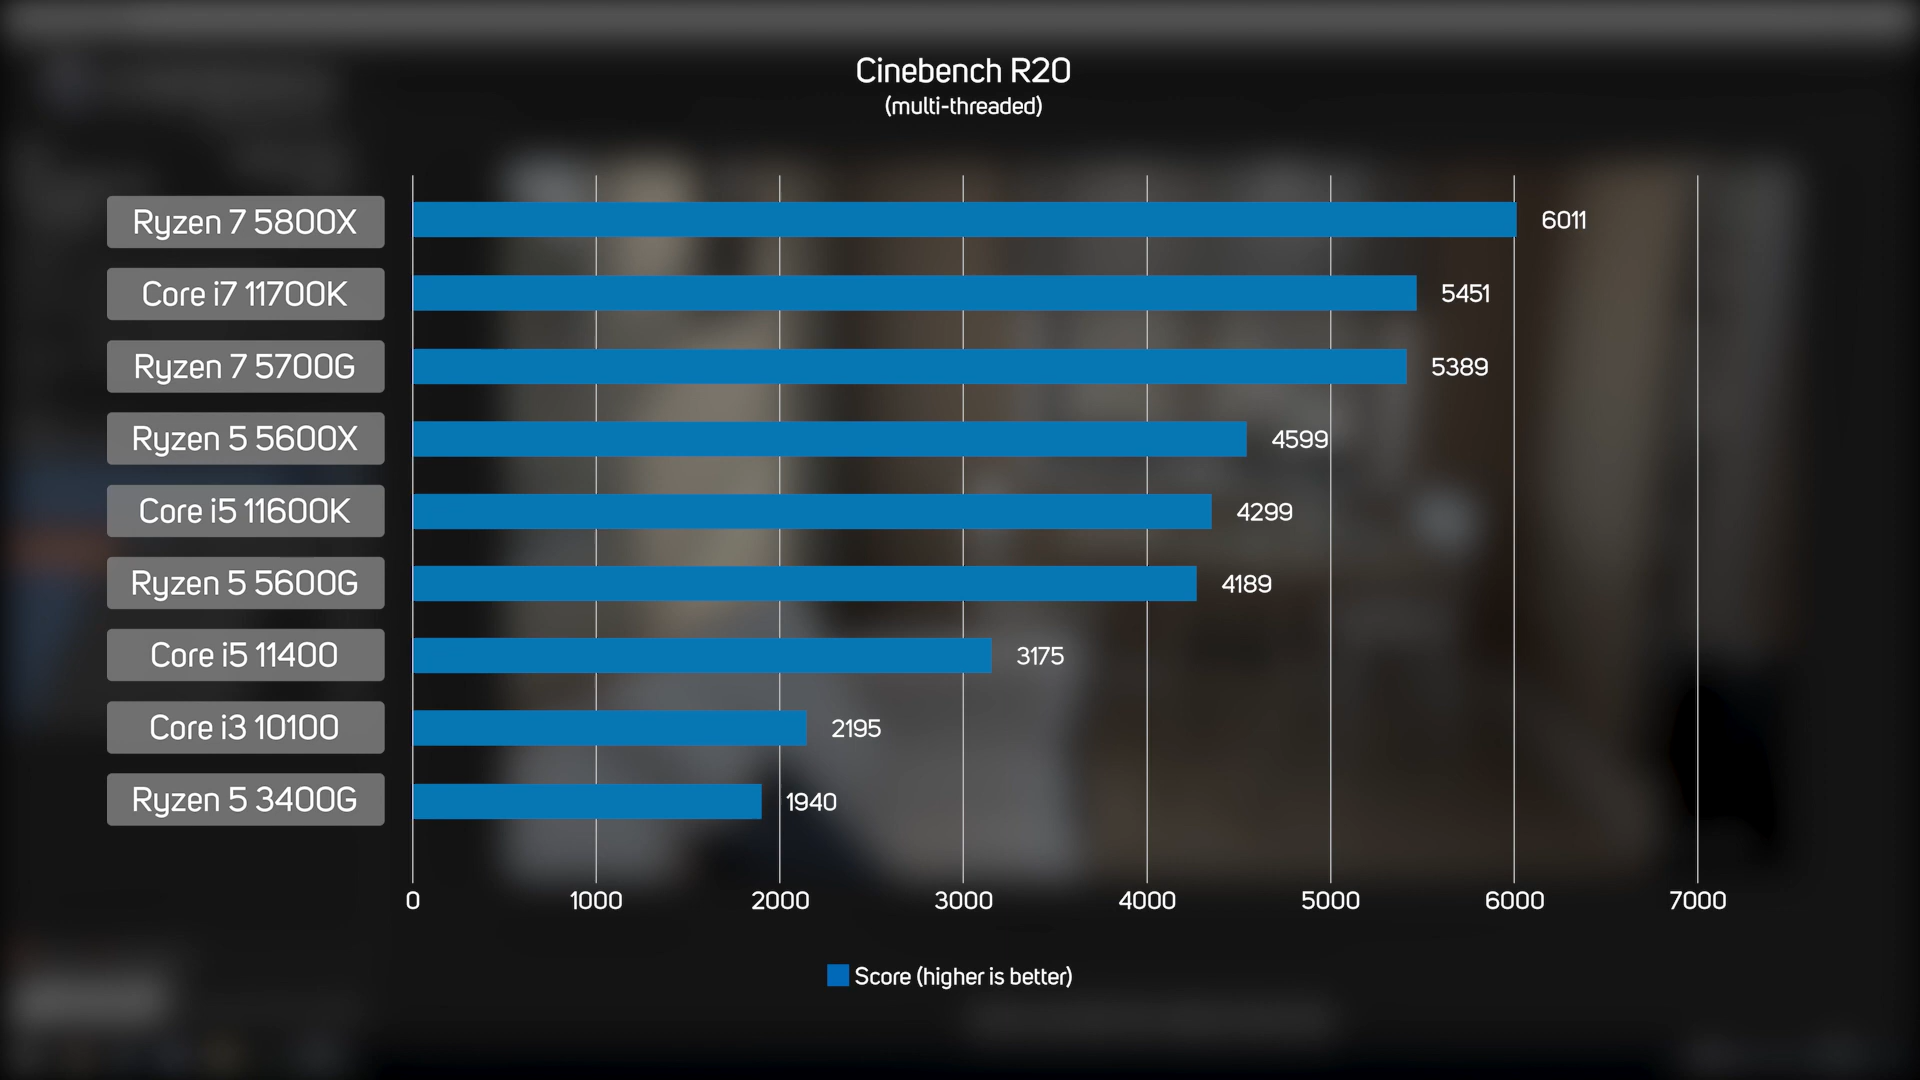 Cinebench R20
(multi-threaded)
Ryzen 7 5800X 6011
Core i7 11700K 5451
Ryzen 7 5700G 5389
Ryzen 5 5600X 4599
Core i5 11600K 4299
Ryzen 5 5600G 4189
Core i5 11400 3175
Core i3 10100 2195
Ryzen 5 3400G 1940
0 1000 2000 3000 4000 5000 6000 7000
Score (higher is better)